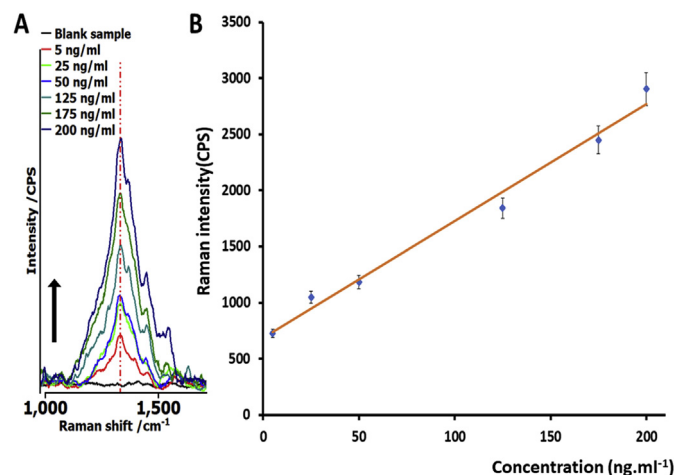 A
Blank sample
5 ng/ml
25 ng/ml
50 ng/ml
125 ng/ml
175 ng/ml
200 ng/ml
Intensity /CPS
1,000 1,500
Raman shift /cm⁻¹
B
Raman intensity(CPS)
3500
3000
2500
2000
1500
1000
500
0
0 50 100 150 200
Concentration (ng.ml⁻¹)